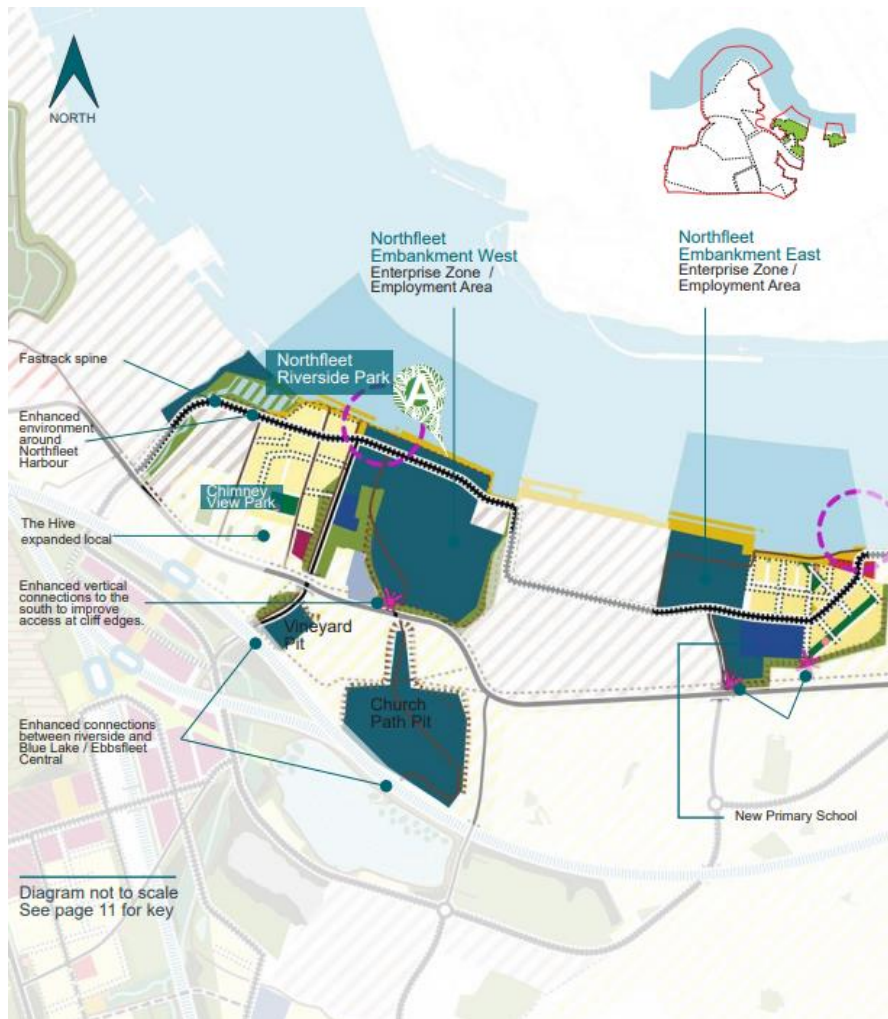 NORTH
Northfleet
Embankment West
Enterprise Zone /
Employment Area
Northfleet
Embankment East
Enterprise Zone /
Employment Area
Fastrack spine
Northfleet
Riverside Park
A
Enhanced
environment
around
Northfleet
Harbour
Chimney
View Park
The Hive
expanded local
Enhanced vertical
connections to the
south to improve
access at cliff edges.
Vineyard
Pit
Church
Path Pit
Enhanced connections
between riverside and
Blue Lake / Ebbsfleet
Central
New Primary School
Diagram not to scale
See page 11 for key